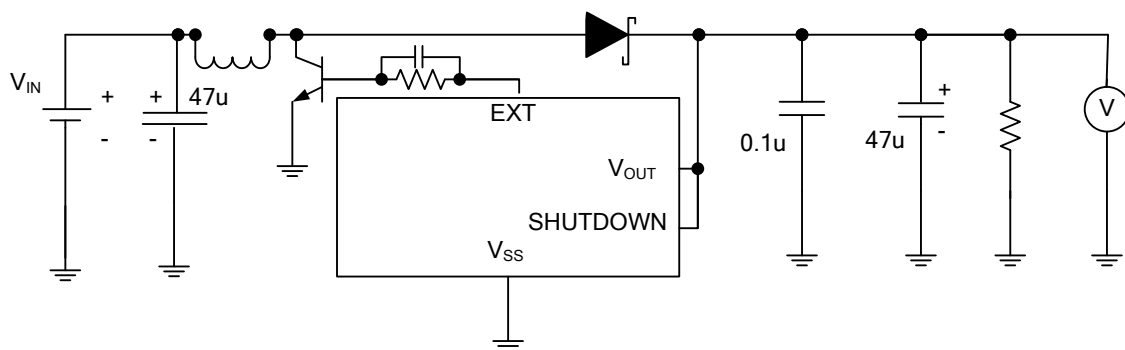 VIN
+
+
47u
-
-
EXT
VOUT
SHUTDOWN
VSS
0.1u
47u
+
-
V